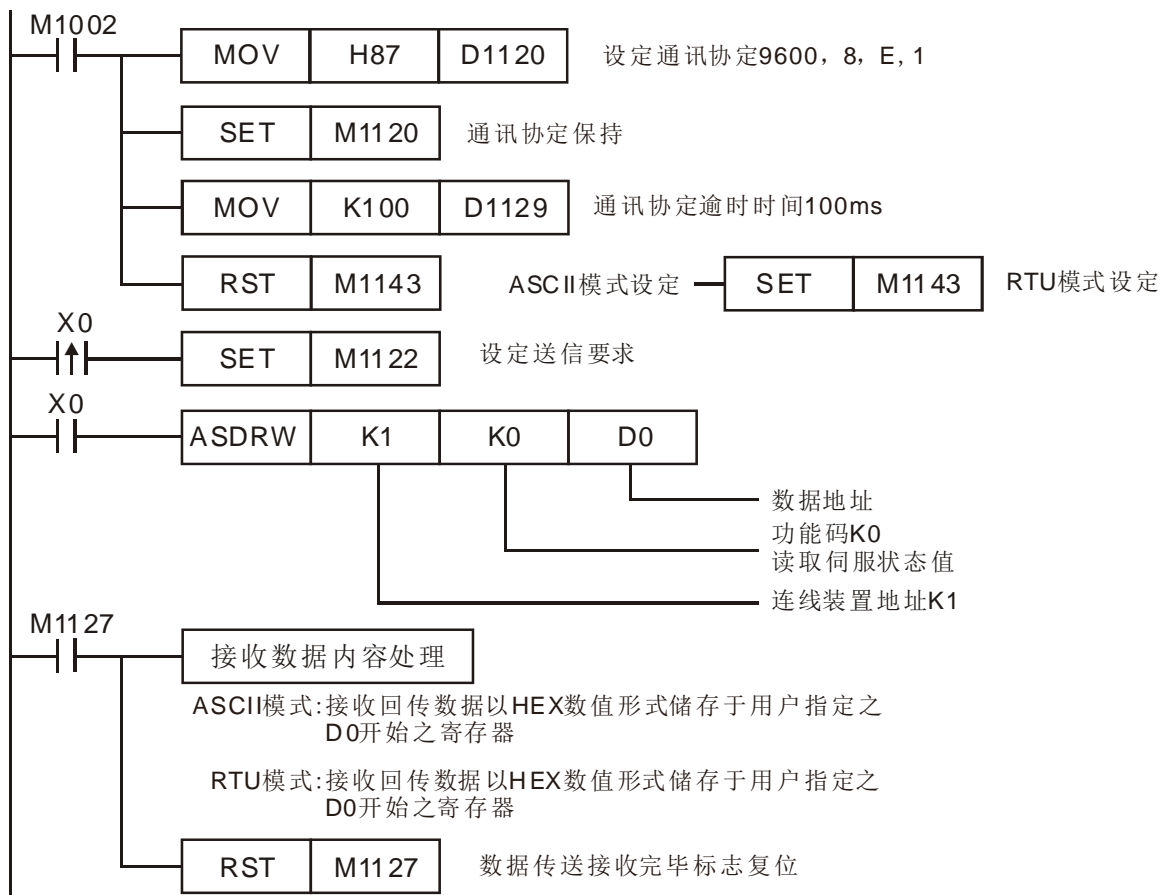 M1002
MOV H87 D1120 设定通讯协定9600，8，E, 1
SET M1120 通讯协定保持
MOV K100 D1129 通讯协定逾时时间100ms
RST M1143 ASCII模式设定 SET M1143 RTU模式设定
X0
SET M1122 设定送信要求
X0
ASDRW K1 K0 D0
数据地址
功能码K0
读取伺服状态值
连线装置地址K1
M1127
接收数据内容处理
ASCII模式:接收回传数据以HEX数值形式储存于用户指定之
D0开始之寄存器
RTU模式:接收回传数据以HEX数值形式储存于用户指定之
D0开始之寄存器
RST M1127 数据传送接收完毕标志复位